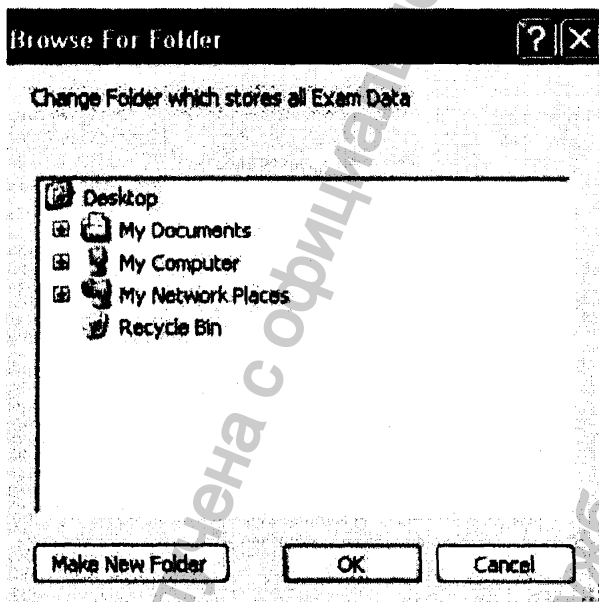 Browse For Folder
Change Folder which stores all Exam Data
Desktop
My Documents
My Computer
My Network Places
Recycle Bin
Make New Folder OK Cancel